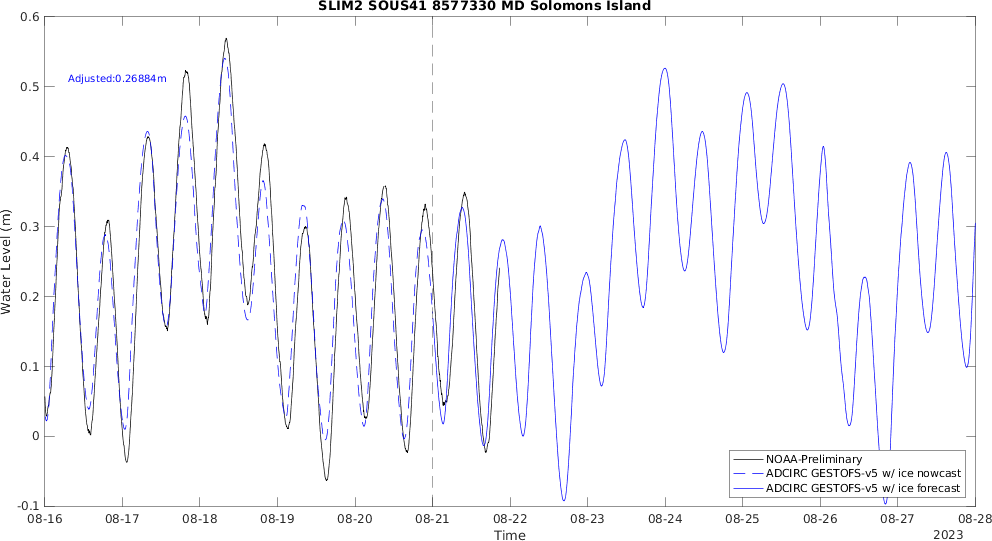 SLIM2 SOUS41 8577330 MD Solomons Island
Adjusted:0.26884m
Water Level (m)
0.6
0.5
0.4
0.3
0.2
0.1
0
-0.1
NOAA-Preliminary
ADCIRC GESTOFS-v5 w/ ice nowcast
ADCIRC GESTOFS-v5 w/ ice forecast
08-16 08-17 08-18 08-19 08-20 08-21 08-22 08-23 08-24 08-25 08-26 08-27 08-28
Time
2023